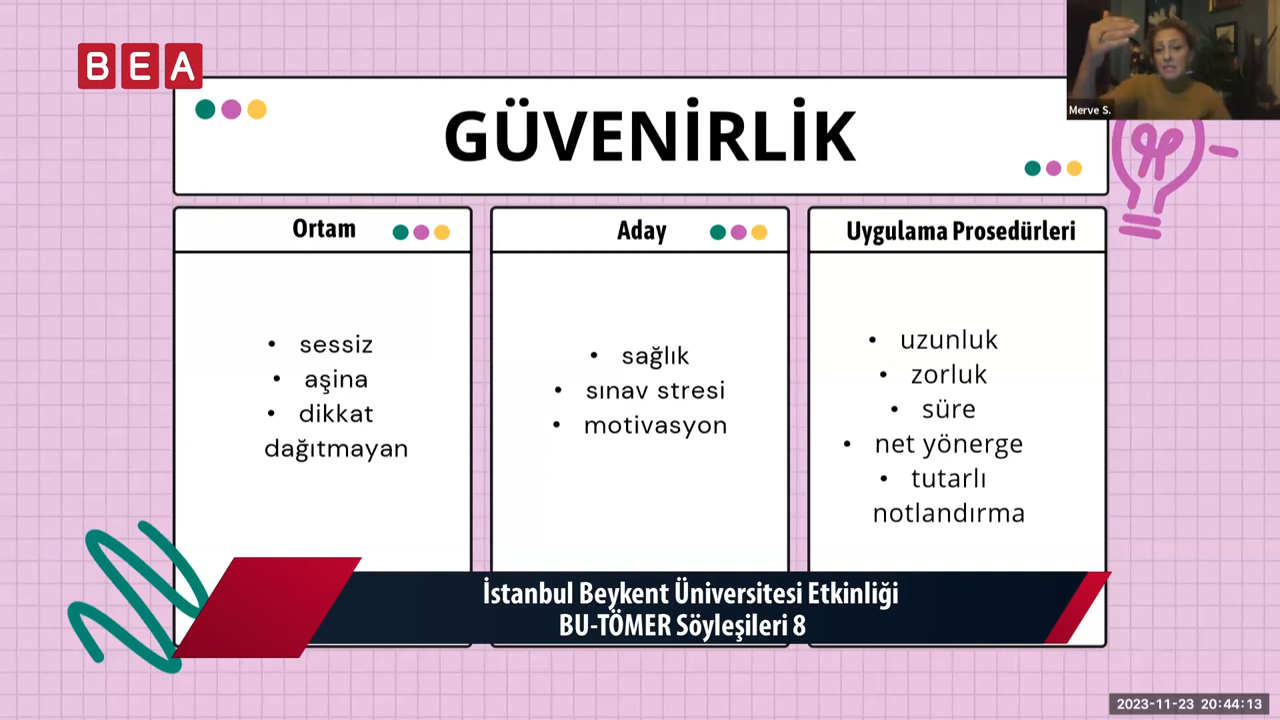 BEA
Merve S.
GÜVENİRLİK
Ortam
• sessiz
• aşina
• dikkat
dağıtmayan
Aday
• sağlık
• sınav stresi
• motivasyon
Uygulama Prosedürleri
• uzunluk
• zorluk
• süre
• net yönerge
• tutarlı
notlandırma
İstanbul Beykent Üniversitesi Etkinliği
BU-TÖMER Söyleşileri 8
2023-11-23 20:44:13